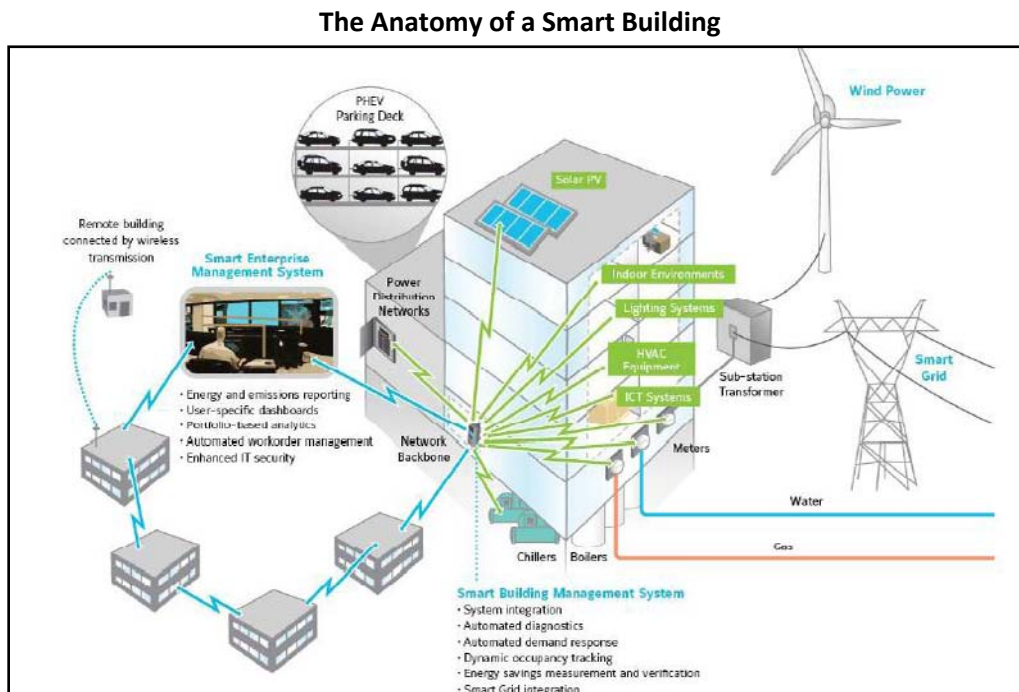 The Anatomy of a Smart Building
PHEV
Parking Deck
Wind Power
Solar PV
Remote building
connected by wireless
transmission
Smart Enterprise
Management System
Power
Distribution
Networks
Indoor Environments
Lighting Systems
HVAC
Equipment
ICT Systems
Sub-station
Transformer
Smart
Grid
· Energy and emissions reporting
· User-specific dashboards
· Portfolio-based analytics
· Automated workorder management
· Enhanced IT security
Network
Backbone
Meters
Water
Gas
Chillers
Boilers
Smart Building Management System
· System integration
· Automated diagnostics
· Automated demand response
· Dynamic occupancy tracking
· Energy savings measurement and verification
· Smart Grid integration